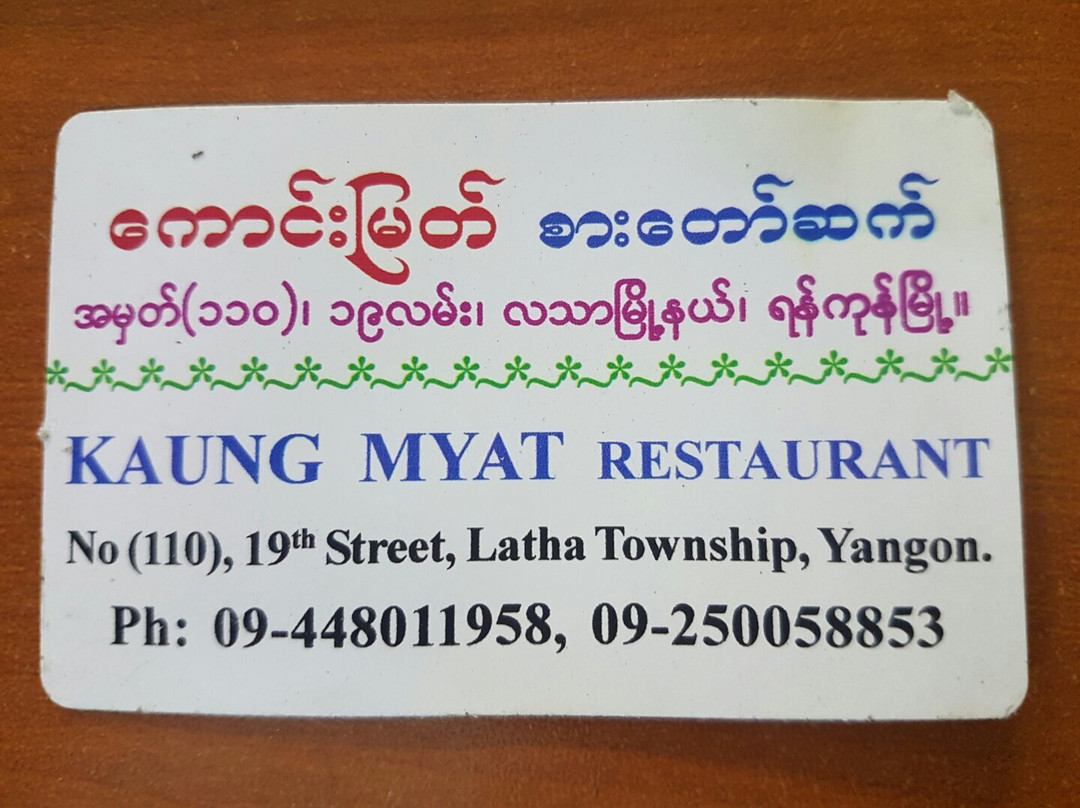 ကောင်းမြတ် စားတော်ဆက်
အမှတ်(၁၁၀)၊ ၁၉လမ်း၊ လသာမြို့နယ်၊ ရန်ကုန်မြို့။
KAUNG MYAT RESTAURANT
No (110), 19th Street, Latha Township, Yangon.
Ph: 09-448011958, 09-250058853